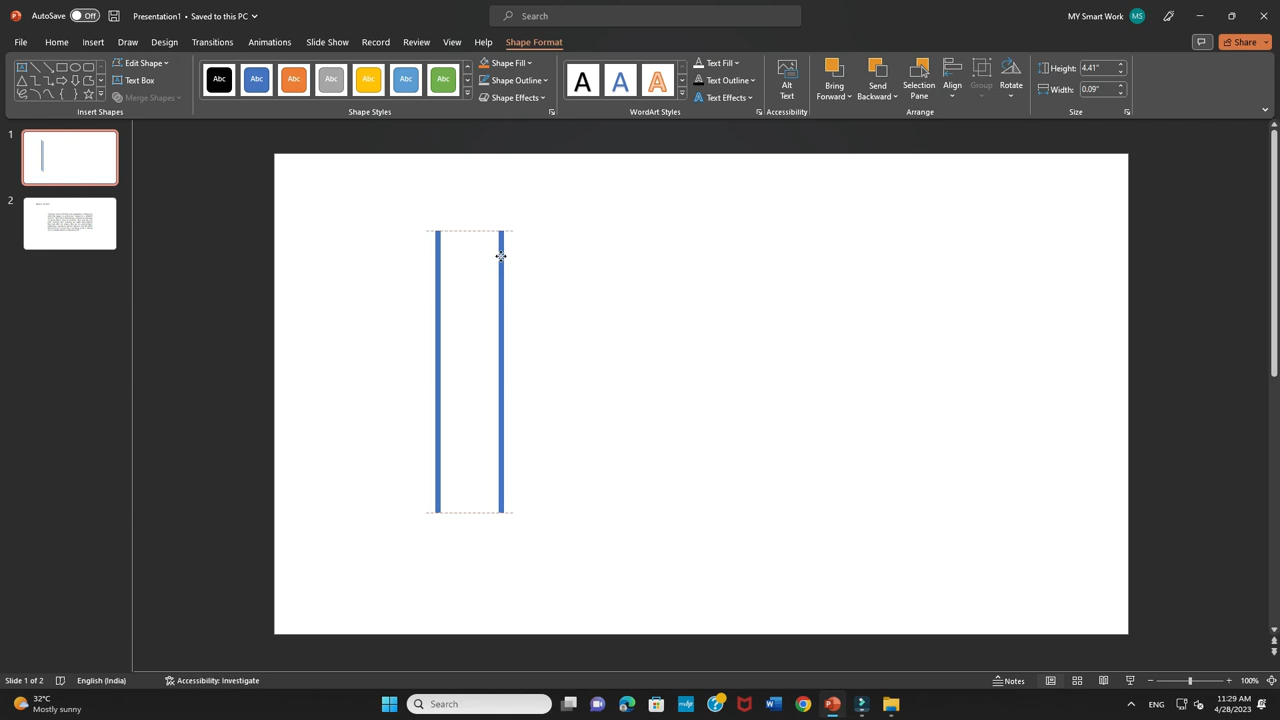 AutoSave Off Presentation1 • Saved to this PC Search MY Smart Work MS
File Home Insert Draw Design Transitions Animations Slide Show Record Review View Help Shape Format Share
Edit Shape
Text Box
Merge Shapes
Insert Shapes
Abc Abc Abc Abc Abc Abc Abc
Shape Fill
Shape Outline
Shape Effects
Shape Styles
A A A
Text Fill
Text Outline
Text Effects
WordArt Styles
Alt Text
Accessibility
Bring Forward
Send Backward
Selection Pane
Align
Group
Rotate
Arrange
Height: 4.41"
Width: 0.09"
Size
1
2
Slide 1 of 2 English (India) Accessibility: Investigate Notes 100%
32°C
Mostly sunny
Search
ENG
11:29 AM
4/28/2023